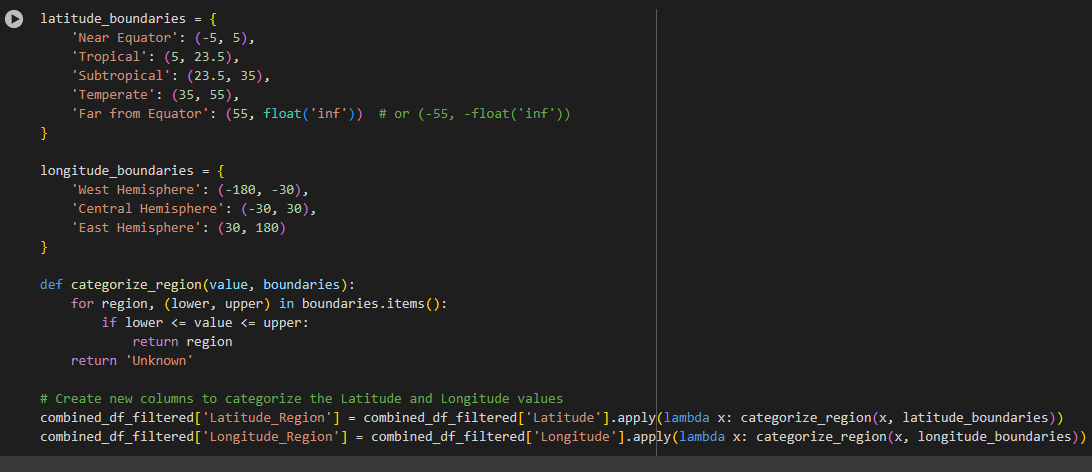 latitude_boundaries = {
    'Near Equator': (-5, 5),
    'Tropical': (5, 23.5),
    'Subtropical': (23.5, 35),
    'Temperate': (35, 55),
    'Far from Equator': (55, float('inf'))  # or (-55, -float('inf'))
}

longitude_boundaries = {
    'West Hemisphere': (-180, -30),
    'Central Hemisphere': (-30, 30),
    'East Hemisphere': (30, 180)
}

def categorize_region(value, boundaries):
    for region, (lower, upper) in boundaries.items():
        if lower <= value <= upper:
            return region
    return 'Unknown'

# Create new columns to categorize the Latitude and Longitude values
combined_df_filtered['Latitude_Region'] = combined_df_filtered['Latitude'].apply(lambda x: categorize_region(x, latitude_boundaries))
combined_df_filtered['Longitude_Region'] = combined_df_filtered['Longitude'].apply(lambda x: categorize_region(x, longitude_boundaries))